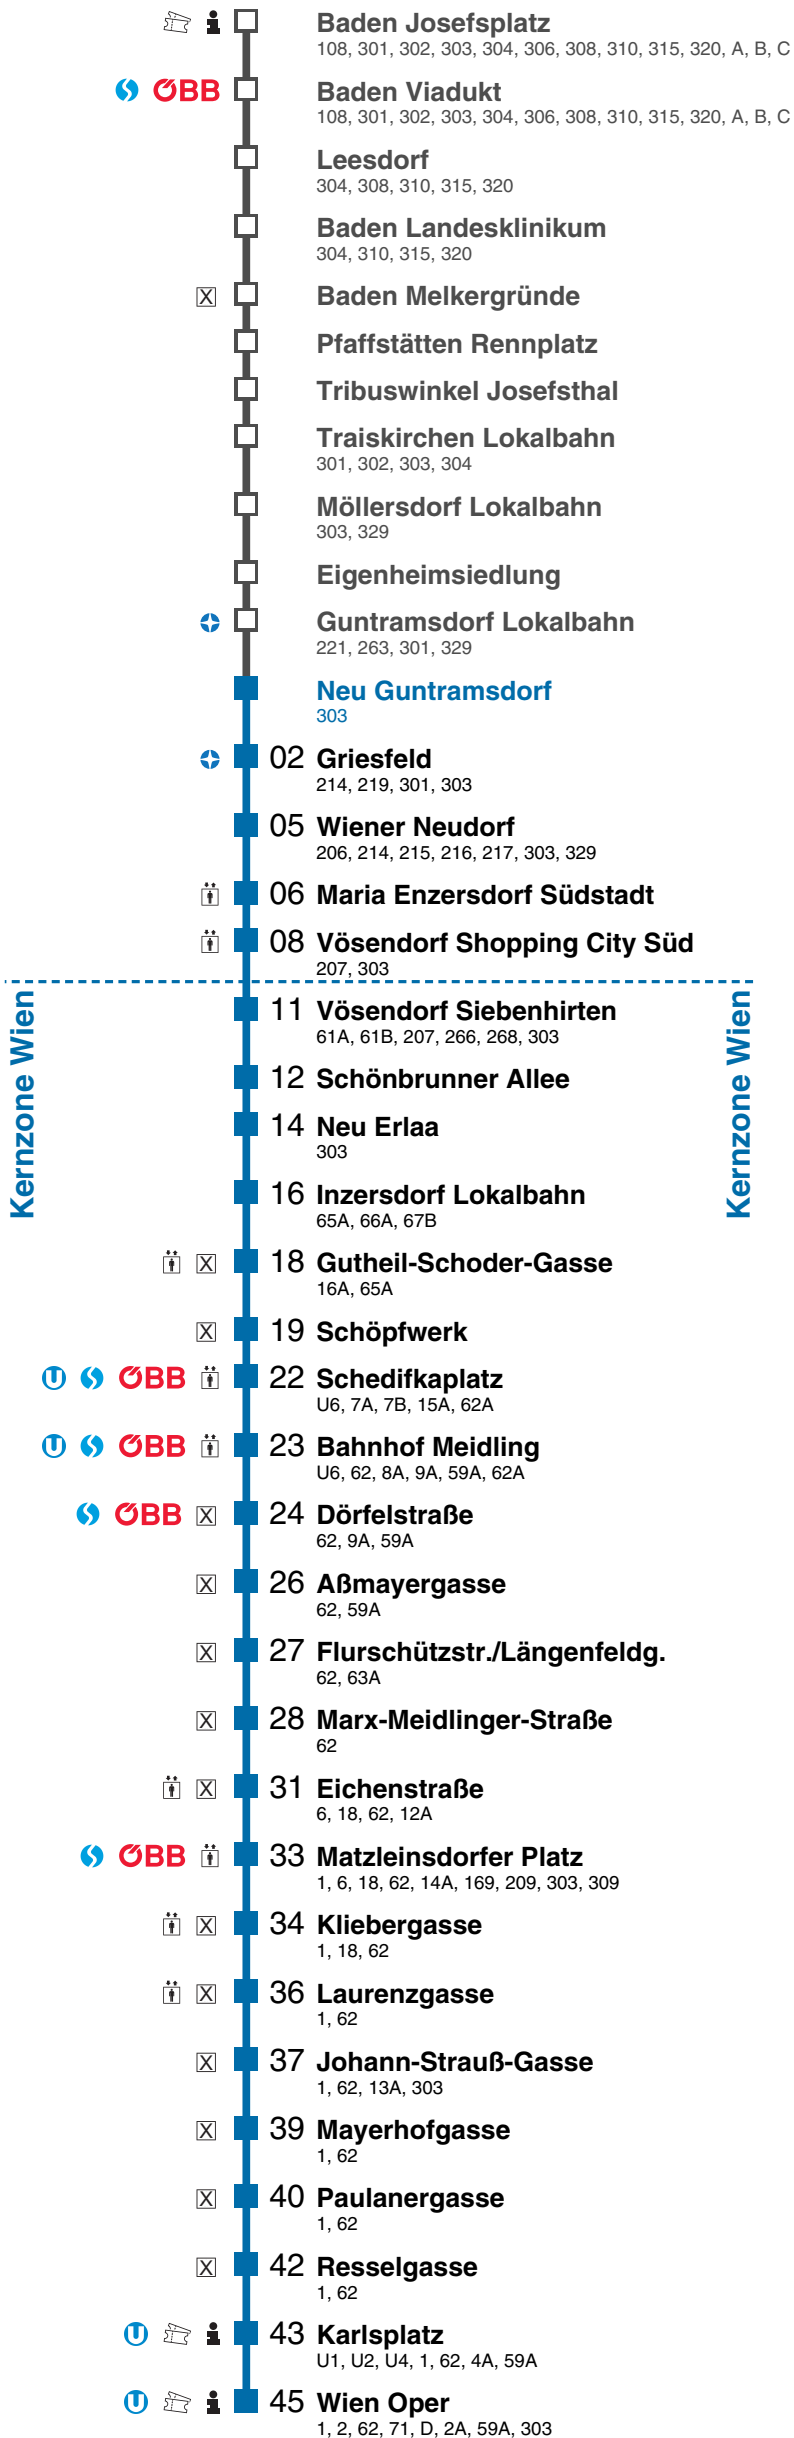 Baden Josefsplatz
108, 301, 302, 303, 304, 306, 308, 310, 315, 320, A, B, C
ÖBB
Baden Viadukt
108, 301, 302, 303, 304, 306, 308, 310, 315, 320, A, B, C
Leesdorf
304, 308, 310, 315, 320
Baden Landesklinikum
304, 310, 315, 320
X Baden Melkergründe
Pfaffstätten Rennplatz
Tribuswinkel Josefsthal
Traiskirchen Lokalbahn
301, 302, 303, 304
Möllersdorf Lokalbahn
303, 329
Eigenheimsiedlung
Guntramsdorf Lokalbahn
221, 263, 301, 329
Neu Guntramsdorf
303
02 Griesfeld
214, 219, 301, 303
05 Wiener Neudorf
206, 214, 215, 216, 217, 303, 329
06 Maria Enzersdorf Südstadt
08 Vösendorf Shopping City Süd
207, 303
Kernzone Wien
Kernzone Wien
11 Vösendorf Siebenhirten
61A, 61B, 207, 266, 268, 303
12 Schönbrunner Allee
14 Neu Erlaa
303
16 Inzersdorf Lokalbahn
65A, 66A, 67B
X 18 Gutheil-Schoder-Gasse
16A, 65A
X 19 Schöpfwerk
U ÖBB 22 Schedifkaplatz
U6, 7A, 7B, 15A, 62A
U ÖBB 23 Bahnhof Meidling
U6, 62, 8A, 9A, 59A, 62A
ÖBB X 24 Dörfelstraße
62, 9A, 59A
X 26 Aßmayergasse
62, 59A
X 27 Flurschützstr./Längenfeldg.
62, 63A
X 28 Marx-Meidlinger-Straße
62
X 31 Eichenstraße
6, 18, 62, 12A
ÖBB 33 Matzleinsdorfer Platz
1, 6, 18, 62, 14A, 169, 209, 303, 309
X 34 Kliebergasse
1, 18, 62
X 36 Laurenzgasse
1, 62
X 37 Johann-Strauß-Gasse
1, 62, 13A, 303
X 39 Mayerhofgasse
1, 62
X 40 Paulanergasse
1, 62
X 42 Resselgasse
1, 62
U 43 Karlsplatz
U1, U2, U4, 1, 62, 4A, 59A
U 45 Wien Oper
1, 2, 62, 71, D, 2A, 59A, 303